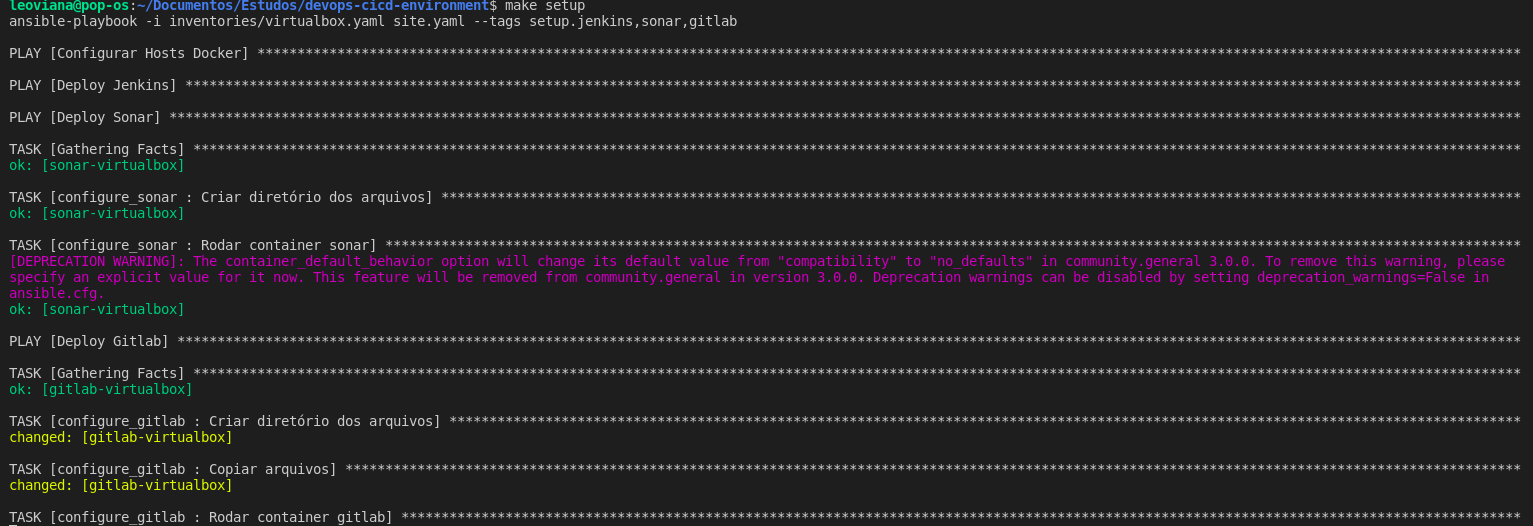 leoviana@pop-os:~/Documentos/Estudos/devops-cicd-environment$ make setup
ansible-playbook -i inventories/virtualbox.yaml site.yaml --tags setup.jenkins,sonar,gitlab
PLAY [Configurar Hosts Docker] ******************************************************************************************************************************************************________
PLAY [Deploy Jenkins] ***********************************************************************************************************************************************************************
PLAY [Deploy Sonar] *************************************************************************************************************************************************************************
TASK [Gathering Facts] **********************************************************************************************************************************************************************
ok: [sonar-virtualbox]
TASK [configure_sonar : Criar diretório dos arquivos] ***************************************************************************************************************************************
ok: [sonar-virtualbox]
TASK [configure_sonar : Rodar container sonar] **********************************************************************************************************************************************
[DEPRECATION WARNING]: The container_default_behavior option will change its default value from "compatibility" to "no_defaults" in community.general 3.0.0. To remove this warning, please
specify an explicit value for it now. This feature will be removed from community.general in version 3.0.0. Deprecation warnings can be disabled by setting deprecation_warnings=False in
ansible.cfg.
ok: [sonar-virtualbox]
PLAY [Deploy Gitlab] ************************************************************************************************************************************************************************
TASK [Gathering Facts] **********************************************************************************************************************************************************************
ok: [gitlab-virtualbox]
TASK [configure_gitlab : Criar diretório dos arquivos] **************************************************************************************************************************************
changed: [gitlab-virtualbox]
TASK [configure_gitlab : Copiar arquivos] ***************************************************************************************************************************************************
changed: [gitlab-virtualbox]
TASK [configure_gitlab : Rodar container gitlab] ********************************************************************************************************************************************